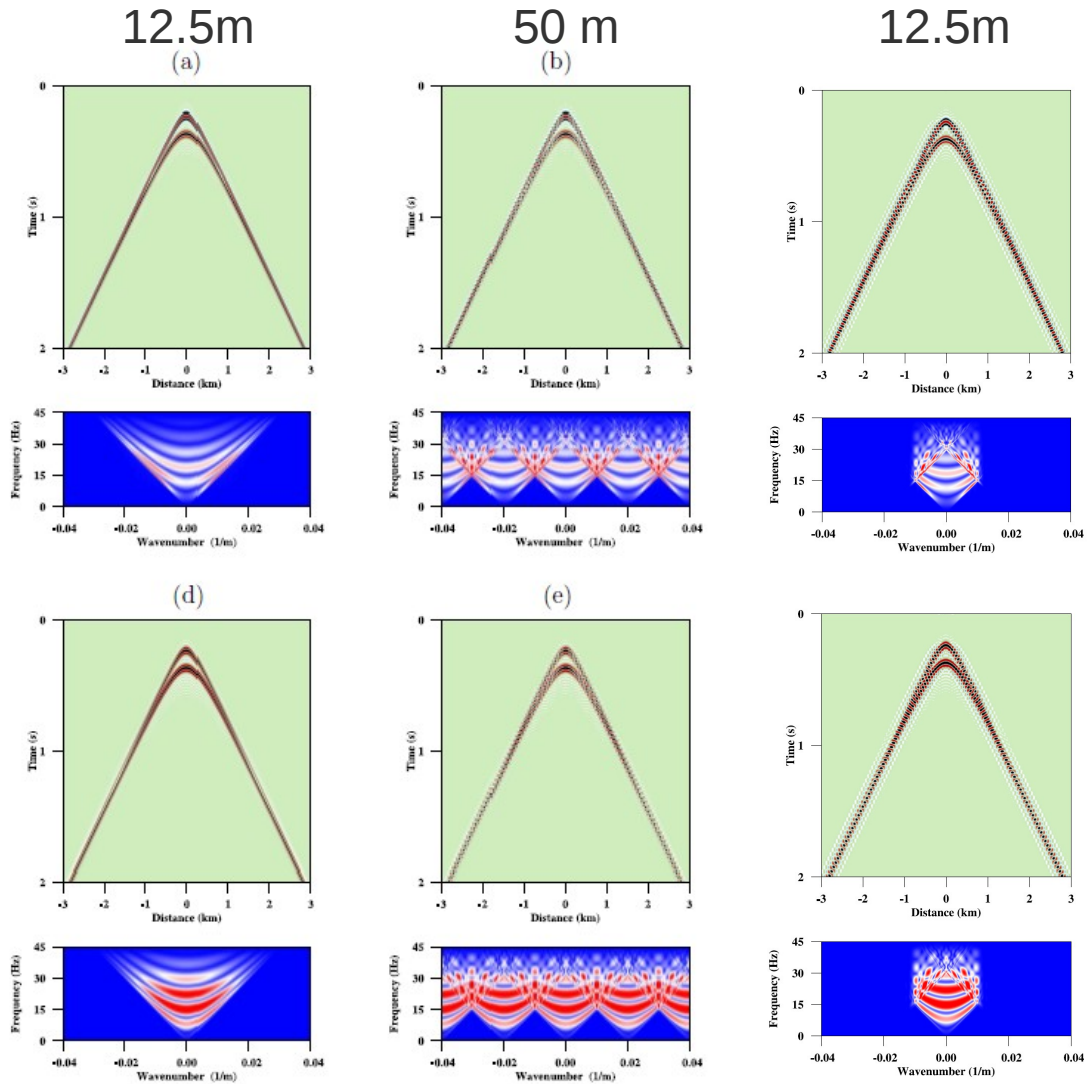 12.5m 50 m 12.5m
(a) (b)
0 0 0
Time (s) Time (s) Time (s)
1 1 1
2 2 2
-3 -2 -1 0 1 2 3 -3 -2 -1 0 1 2 3 -3 -2 -1 0 1 2 3
Distance (km) Distance (km) Distance (km)
45 45 45
30 30 30
Frequency (Hz) Frequency (Hz) Frequency (Hz)
15 15 15
0 0 0
-0.04 -0.02 0.00 0.02 0.04 -0.04 -0.02 0.00 0.02 0.04 -0.04 -0.02 0.00 0.02 0.04
Wavenumber (1/m) Wavenumber (1/m) Wavenumber (1/m)
(d) (e)
0 0 0
Time (s) Time (s) Time (s)
1 1 1
2 2 2
-3 -2 -1 0 1 2 3 -3 -2 -1 0 1 2 3 -3 -2 -1 0 1 2 3
Distance (km) Distance (km) Distance (km)
45 45 45
30 30 30
Frequency (Hz) Frequency (Hz) Frequency (Hz)
15 15 15
0 0 0
-0.04 -0.02 0.00 0.02 0.04 -0.04 -0.02 0.00 0.02 0.04 -0.04 -0.02 0.00 0.02 0.04
Wavenumber (1/m) Wavenumber (1/m) Wavenumber (1/m)